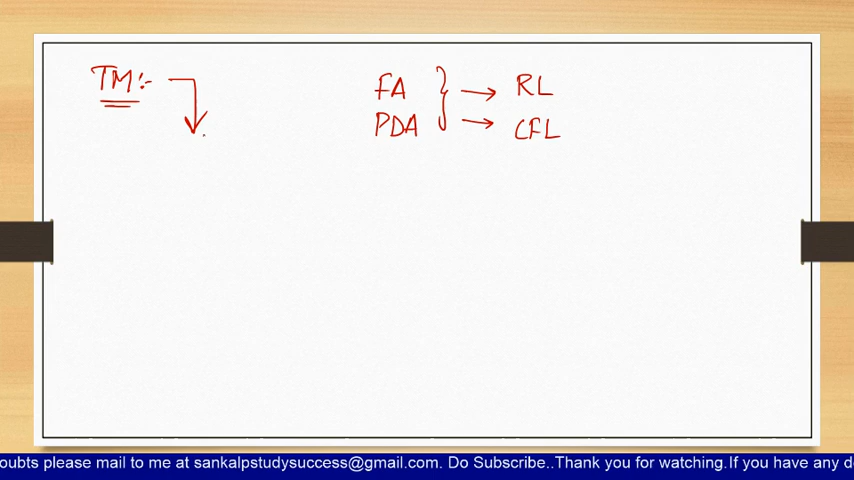 TM:- FA } → RL
PDA → CFL
oubts please mail to me at sankalpstudysuccess@gmail.com. Do Subscribe..Thank you for watching.If you have any d